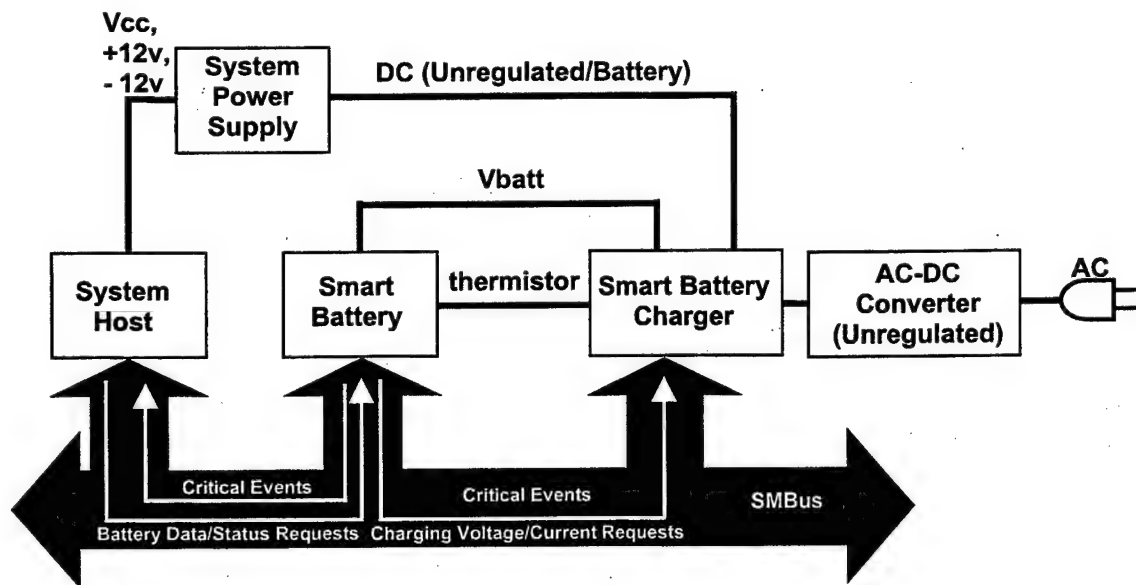 Vcc,
+12v,
- 12v
System
Power
Supply
DC (Unregulated/Battery)
Vbatt
System
Host
Smart
Battery
thermistor
Smart Battery
Charger
AC-DC
Converter
(Unregulated)
AC
Critical Events
Critical Events
SMBus
Battery Data/Status Requests
Charging Voltage/Current Requests